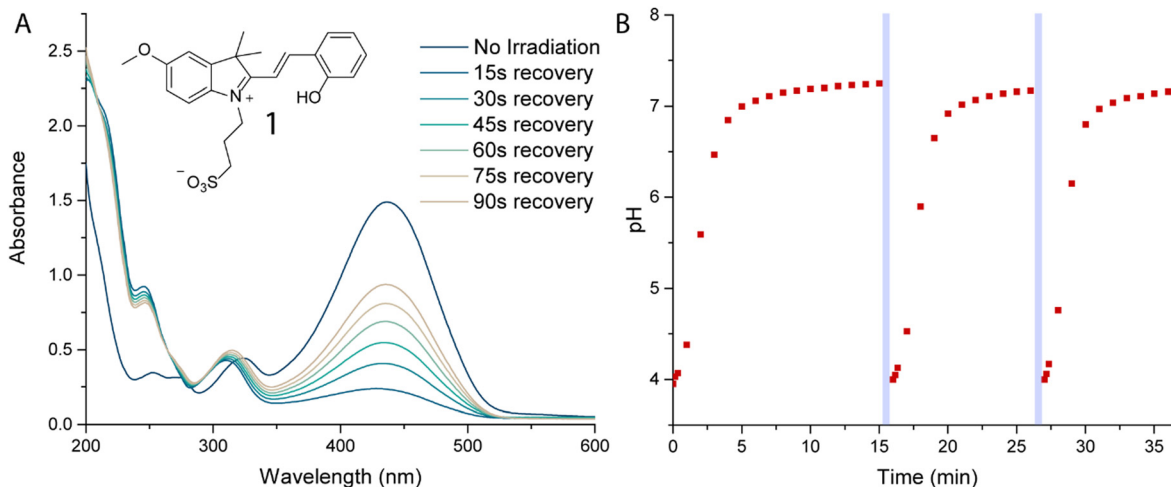 A
B
2.5
2.0
1.5
1.0
0.5
0.0
Absorbance
200
300
400
500
600
Wavelength (nm)
O
N
+
HO
1
−
O₃S
No Irradiation
15s recovery
30s recovery
45s recovery
60s recovery
75s recovery
90s recovery
8
7
6
5
4
pH
0
5
10
15
20
25
30
35
Time (min)